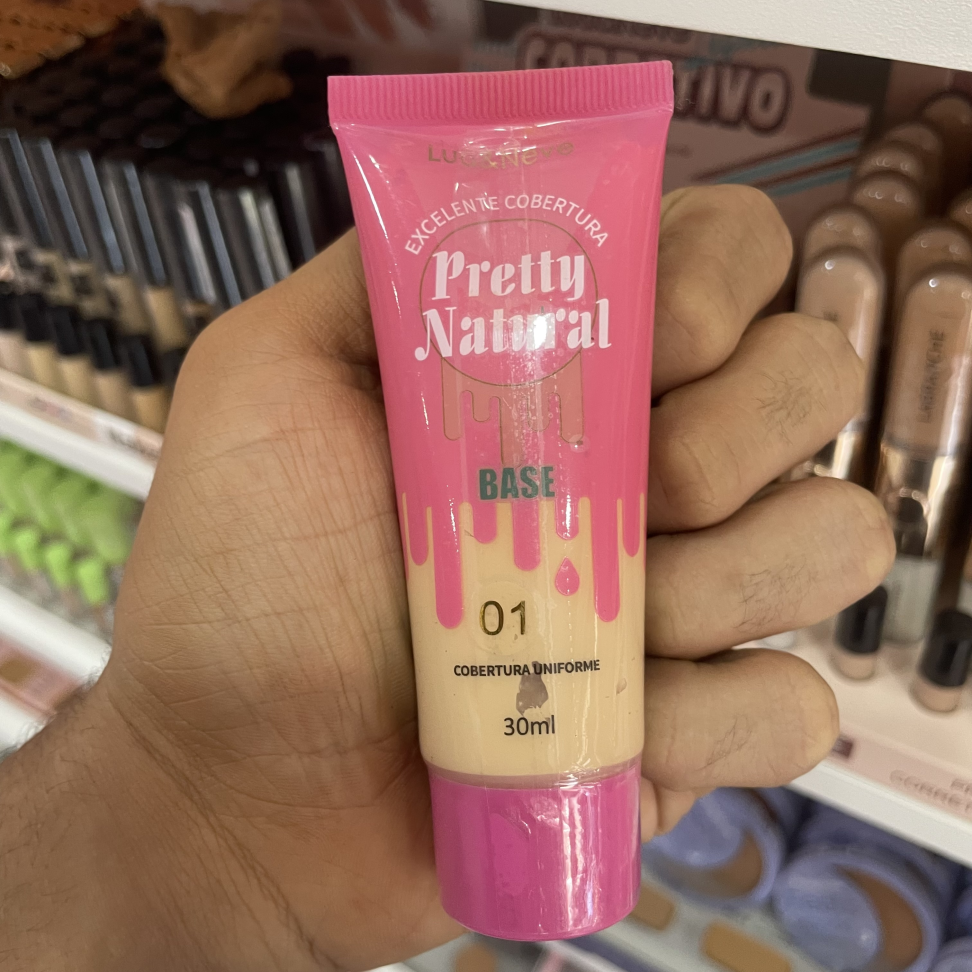 EXCELENTE COBERTURA
Pretty
Natural
BASE
01
COBERTURA UNIFORME
30ml